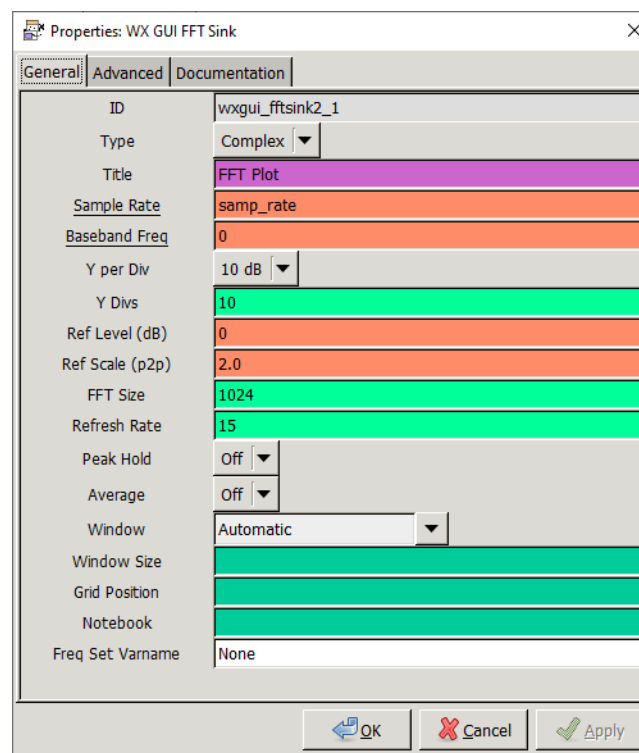 Properties: WX GUI FFT Sink
General Advanced Documentation
ID wxgui_fftsink2_1
Type Complex
Title FFT Plot
Sample Rate samp_rate
Baseband Freq 0
Y per Div 10 dB
Y Divs 10
Ref Level (dB) 0
Ref Scale (p2p) 2.0
FFT Size 1024
Refresh Rate 15
Peak Hold Off
Average Off
Window Automatic
Window Size
Grid Position
Notebook
Freq Set Varname None
OK Cancel Apply